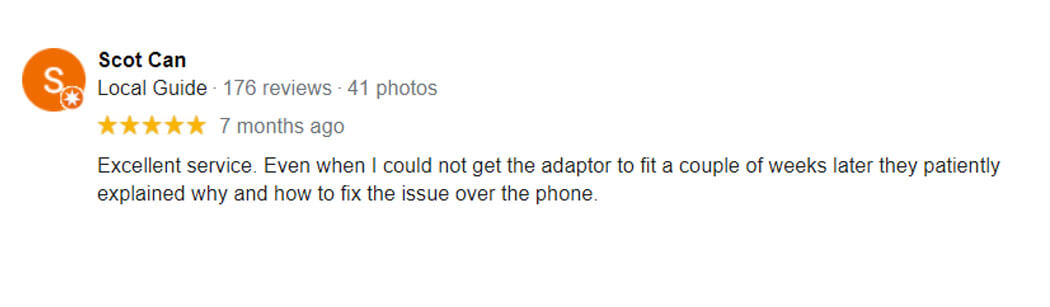 S
Scot Can
Local Guide · 176 reviews · 41 photos
7 months ago
Excellent service. Even when I could not get the adaptor to fit a couple of weeks later they patiently
explained why and how to fix the issue over the phone.